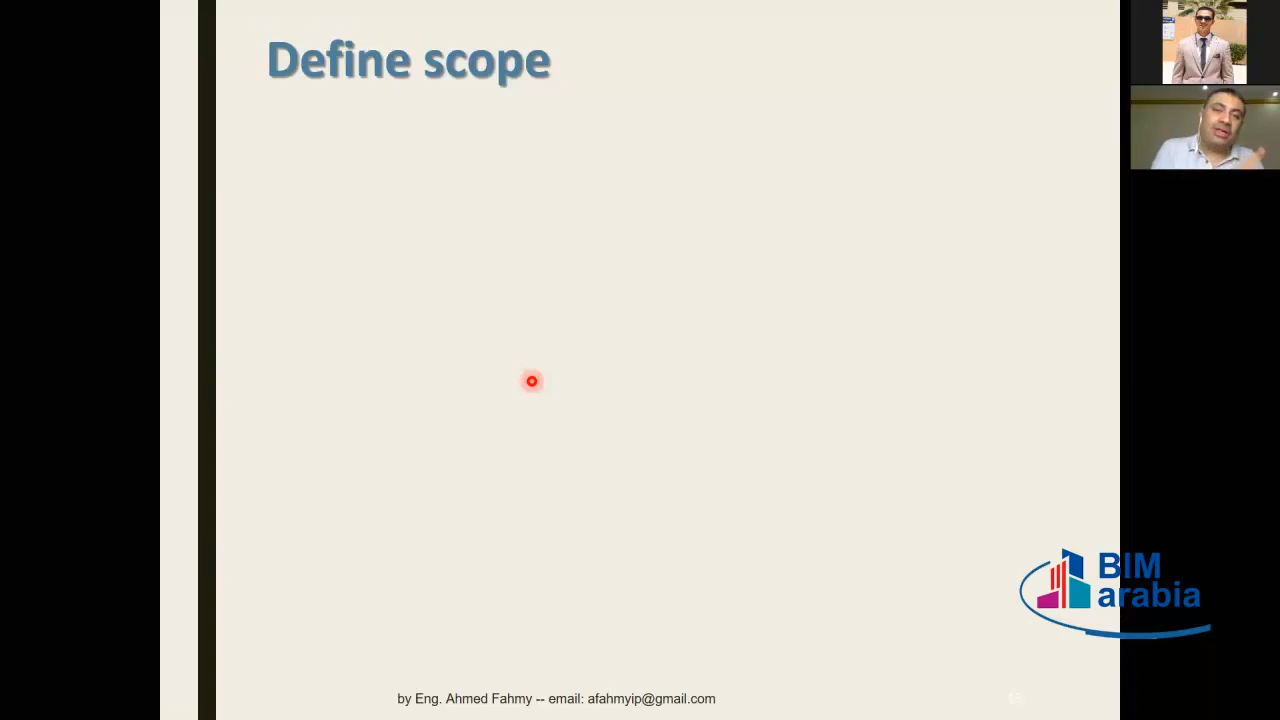 Define scope
BIM
arabia
by Eng. Ahmed Fahmy -- email: afahmyip@gmail.com